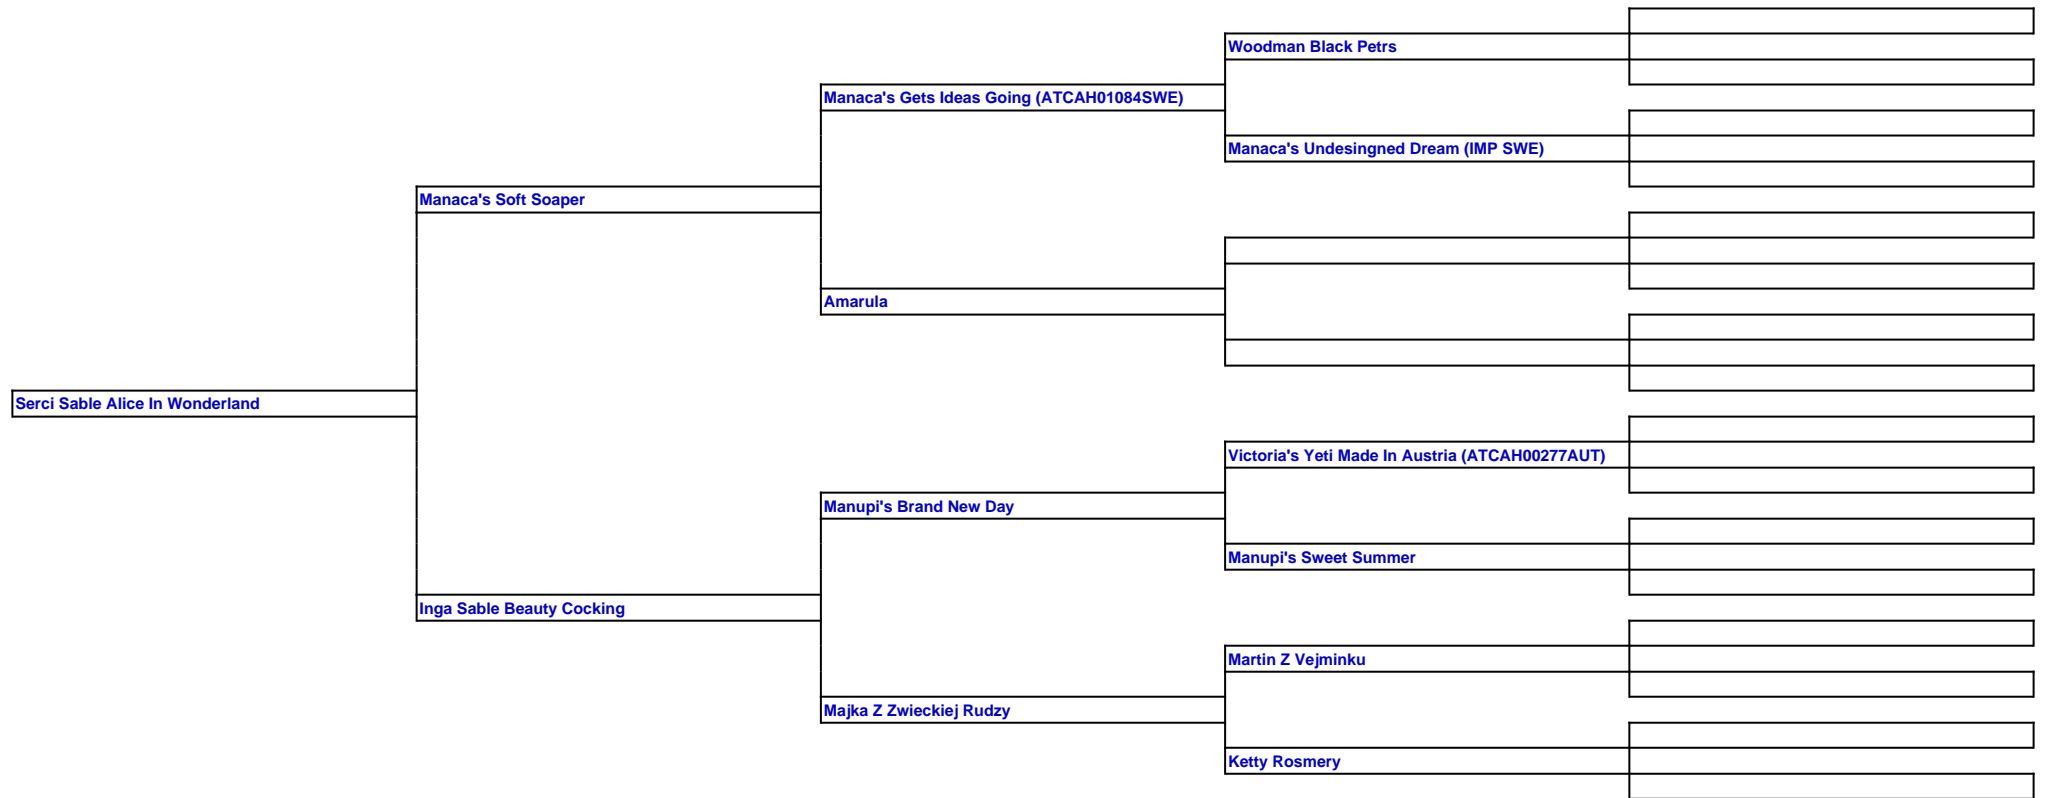 Woodman Black Petrs
Manaca's Gets Ideas Going (ATCAH01084SWE)
Manaca's Undesingned Dream (IMP SWE)
Manaca's Soft Soaper
Amarula
Serci Sable Alice In Wonderland
Victoria's Yeti Made In Austria (ATCAH00277AUT)
Manupi's Brand New Day
Manupi's Sweet Summer
Inga Sable Beauty Cocking
Martin Z Vejminku
Majka Z Zwieckiej Rudzy
Ketty Rosmery